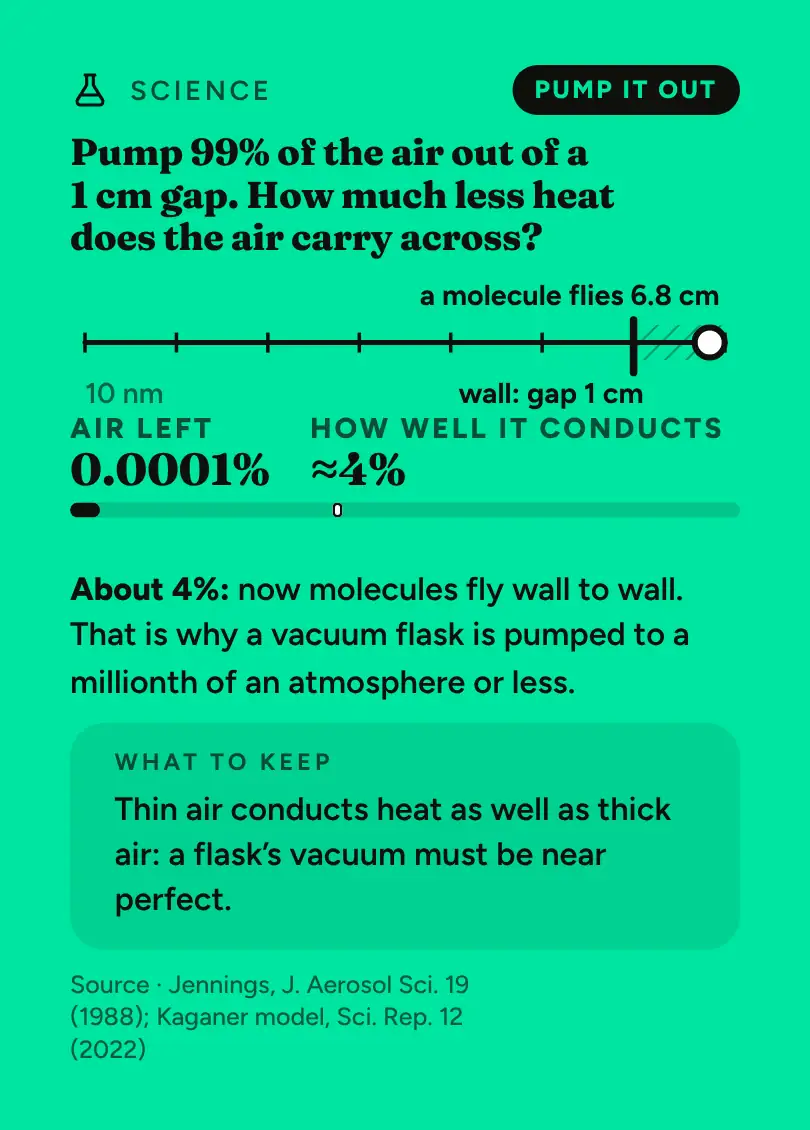 SCIENCE
PUMP IT OUT
Pump 99% of the air out of a
1 cm gap. How much less heat
does the air carry across?
a molecule flies 6.8 cm
10 nm
wall: gap 1 cm
AIR LEFT
HOW WELL IT CONDUCTS
0.0001%
≈4%
About 4%: now molecules fly wall to wall.
That is why a vacuum flask is pumped to a
millionth of an atmosphere or less.
WHAT TO KEEP
Thin air conducts heat as well as thick
air: a flask’s vacuum must be near
perfect.
Source · Jennings, J. Aerosol Sci. 19
(1988); Kaganer model, Sci. Rep. 12
(2022)